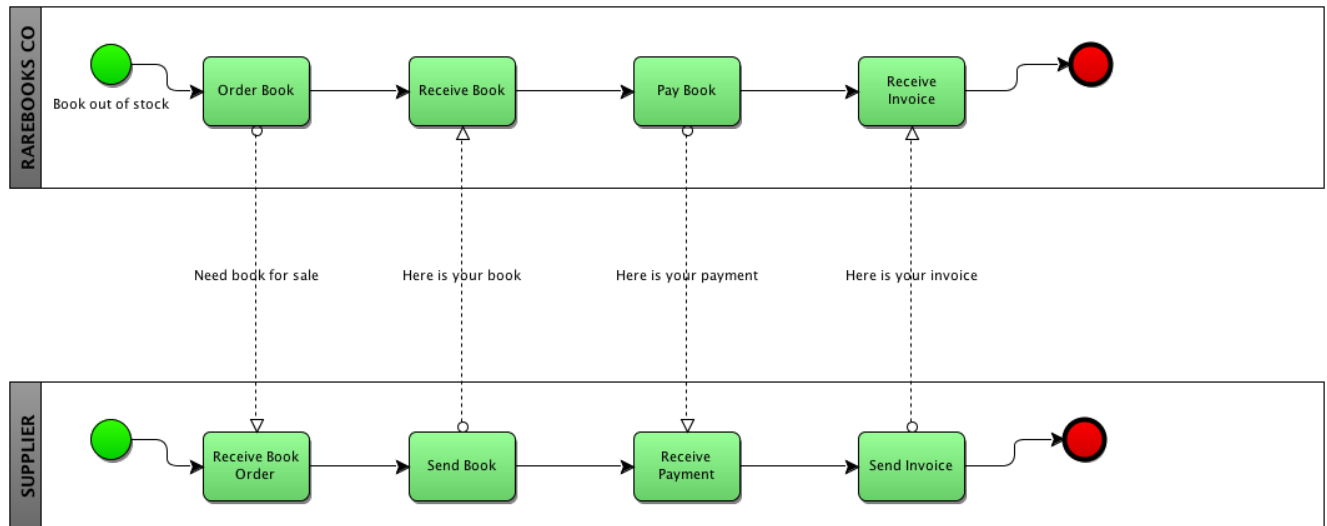 RAREBOOKS CO
Book out of stock
Order Book
Receive Book
Pay Book
Receive
Invoice
Need book for sale
Here is your book
Here is your payment
Here is your invoice
SUPPLIER
Receive Book
Order
Send Book
Receive
Payment
Send Invoice